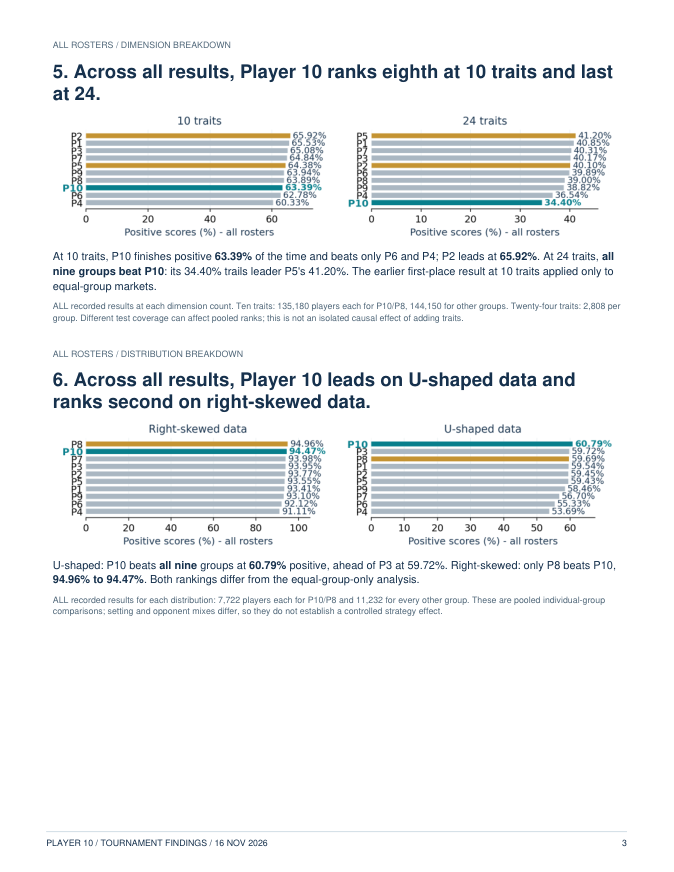 ALL ROSTERS / DIMENSION BREAKDOWN
5. Across all results, Player 10 ranks eighth at 10 traits and last
at 24.
10 traits
P2 65.92%
P1 65.53%
P3 65.08%
P7 64.84%
P5 64.38%
P9 63.94%
P8 63.89%
P10 63.39%
P6 62.78%
P4 60.33%
0 20 40 60
Positive scores (%) - all rosters
24 traits
P5 41.20%
P1 40.85%
P7 40.31%
P3 40.17%
P2 40.10%
P6 39.89%
P8 39.00%
P9 38.82%
P4 36.54%
P10 34.40%
0 10 20 30 40
Positive scores (%) - all rosters
At 10 traits, P10 finishes positive 63.39% of the time and beats only P6 and P4; P2 leads at 65.92%. At 24 traits, all
nine groups beat P10: its 34.40% trails leader P5's 41.20%. The earlier first-place result at 10 traits applied only to
equal-group markets.
ALL recorded results at each dimension count. Ten traits: 135,180 players each for P10/P8, 144,150 for other groups. Twenty-four traits: 2,808 per
group. Different test coverage can affect pooled ranks; this is not an isolated causal effect of adding traits.
ALL ROSTERS / DISTRIBUTION BREAKDOWN
6. Across all results, Player 10 leads on U-shaped data and
ranks second on right-skewed data.
Right-skewed data
P8 94.96%
P10 94.47%
P7 93.98%
P3 93.95%
P2 93.77%
P5 93.55%
P1 93.41%
P9 93.10%
P6 92.12%
P4 91.11%
0 20 40 60 80 100
Positive scores (%) - all rosters
U-shaped data
P10 60.79%
P3 59.72%
P8 59.69%
P1 59.54%
P2 59.45%
P5 59.43%
P9 58.46%
P7 56.70%
P6 55.33%
P4 53.69%
0 10 20 30 40 50 60
Positive scores (%) - all rosters
U-shaped: P10 beats all nine groups at 60.79% positive, ahead of P3 at 59.72%. Right-skewed: only P8 beats P10,
94.96% to 94.47%. Both rankings differ from the equal-group-only analysis.
ALL recorded results for each distribution: 7,722 players each for P10/P8 and 11,232 for every other group. These are pooled individual-group
comparisons; setting and opponent mixes differ, so they do not establish a controlled strategy effect.
PLAYER 10 / TOURNAMENT FINDINGS / 16 NOV 2026
3